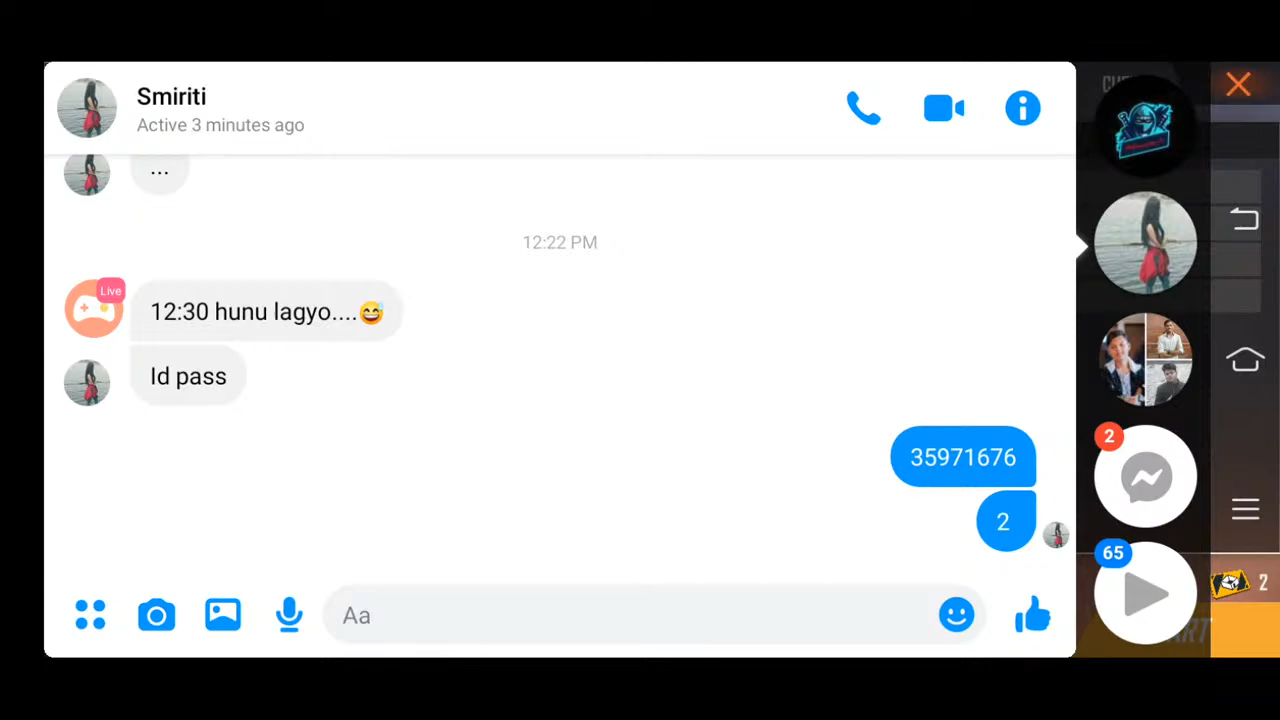 Smiriti
Active 3 minutes ago
...
12:22 PM
Live
12:30 hunu lagyo....😅
Id pass
35971676
2
Aa
2
65
2